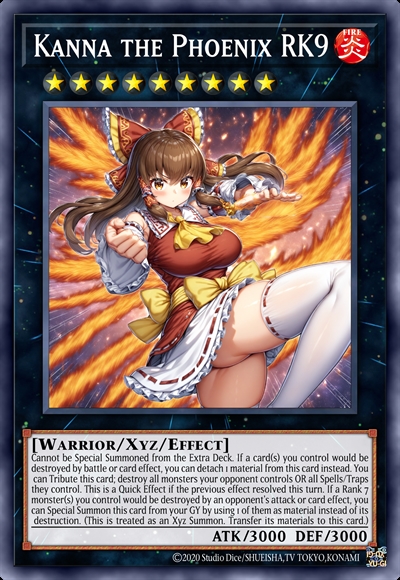 KANNA THE PHOENIX RK9
FIRE
炎
[WARRIOR/XYZ/EFFECT]
Cannot be Special Summoned from the Extra Deck. If a card(s) you control would be
destroyed by battle or card effect, you can detach 1 material from this card instead. You
can Tribute this card; destroy all monsters your opponent controls OR all Spells/Traps
they control. This is a Quick Effect if the previous effect resolved this turn. If a Rank 7
monster(s) you control would be destroyed by an opponent's attack or card effect, you
can Special Summon this card from your GY by using 1 of them as material instead of its
destruction. (This is treated as an Xyz Summon. Transfer its materials to this card.)
ATK/3000 DEF/3000
©2020 Studio Dice/SHUEISHA,TV TOKYO,KONAMI